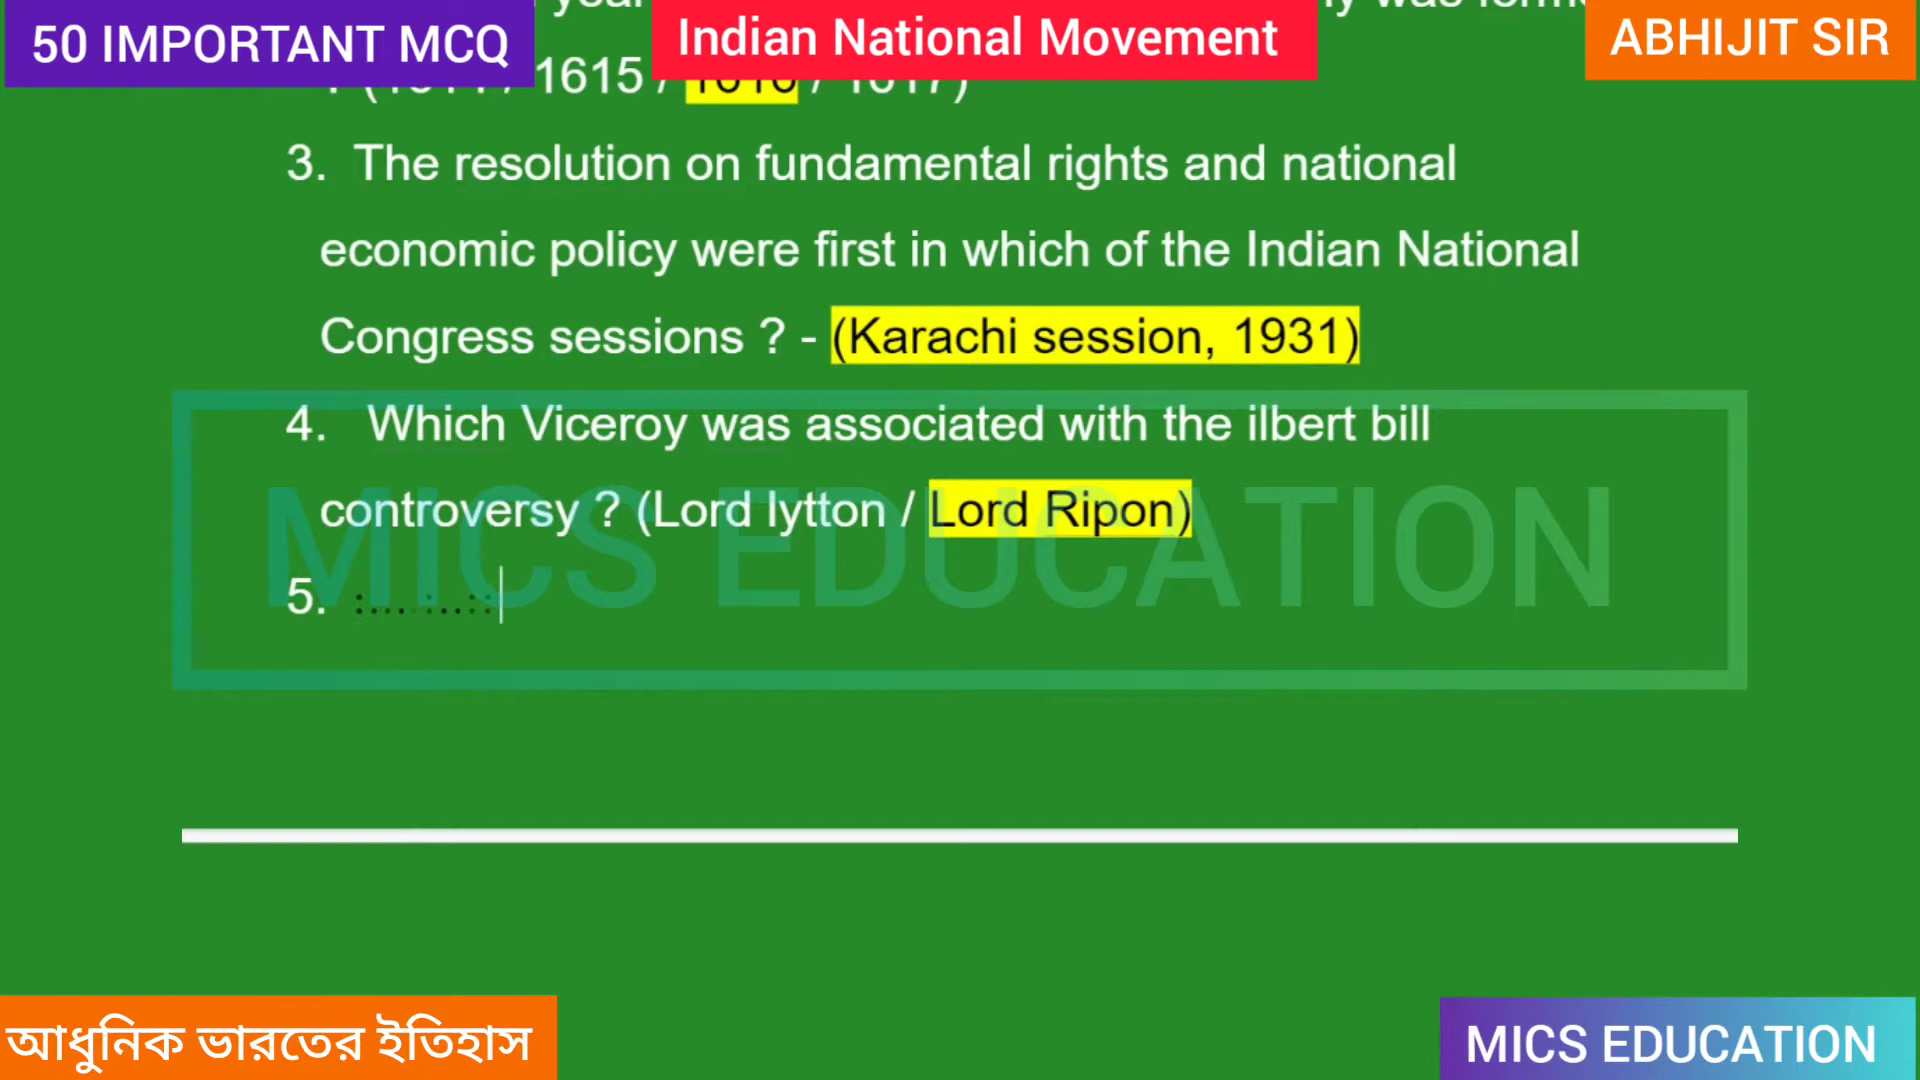 50 IMPORTANT MCQ
Indian National Movement
ABHIJIT SIR
1615 /
3. The resolution on fundamental rights and national
economic policy were first in which of the Indian National
Congress sessions ? - (Karachi session, 1931)
4. Which Viceroy was associated with the ilbert bill
controversy ? (Lord lytton / Lord Ripon)
MICS EDUCATION
5.
আধুনিক ভারতের ইতিহাস
MICS EDUCATION